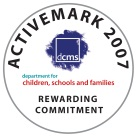 ACTIVEMARK 2007
dcms
department for
children, schools and families
REWARDING
COMMITMENT